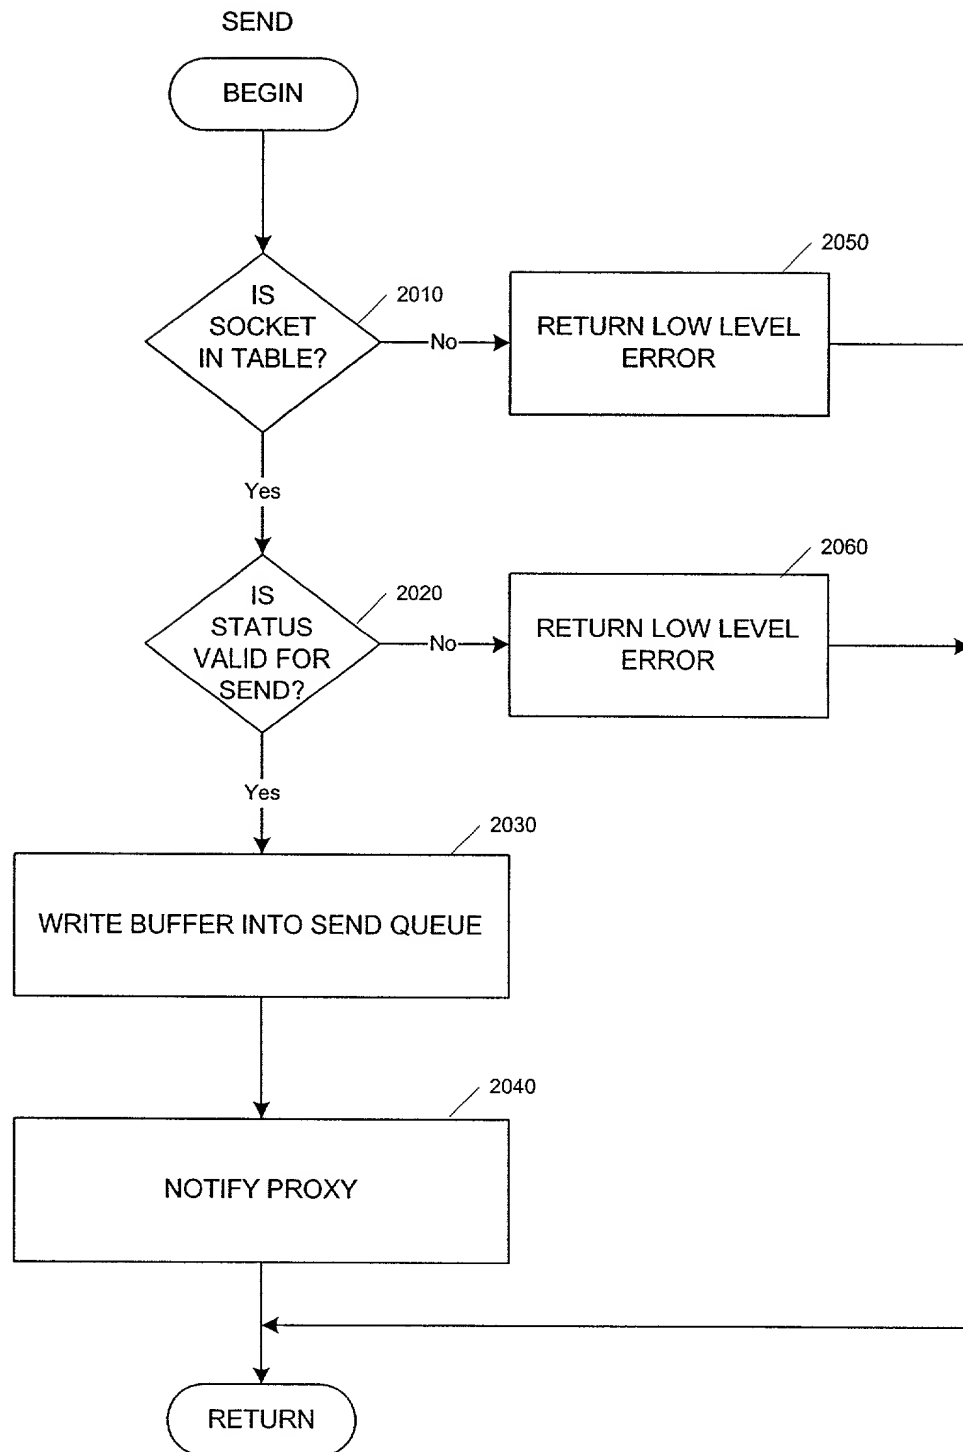 SEND
BEGIN
2050
IS
SOCKET
IN TABLE?
2010
No
RETURN LOW LEVEL
ERROR
Yes
2060
IS
STATUS
VALID FOR
SEND?
2020
No
RETURN LOW LEVEL
ERROR
Yes
2030
WRITE BUFFER INTO SEND QUEUE
2040
NOTIFY PROXY
RETURN